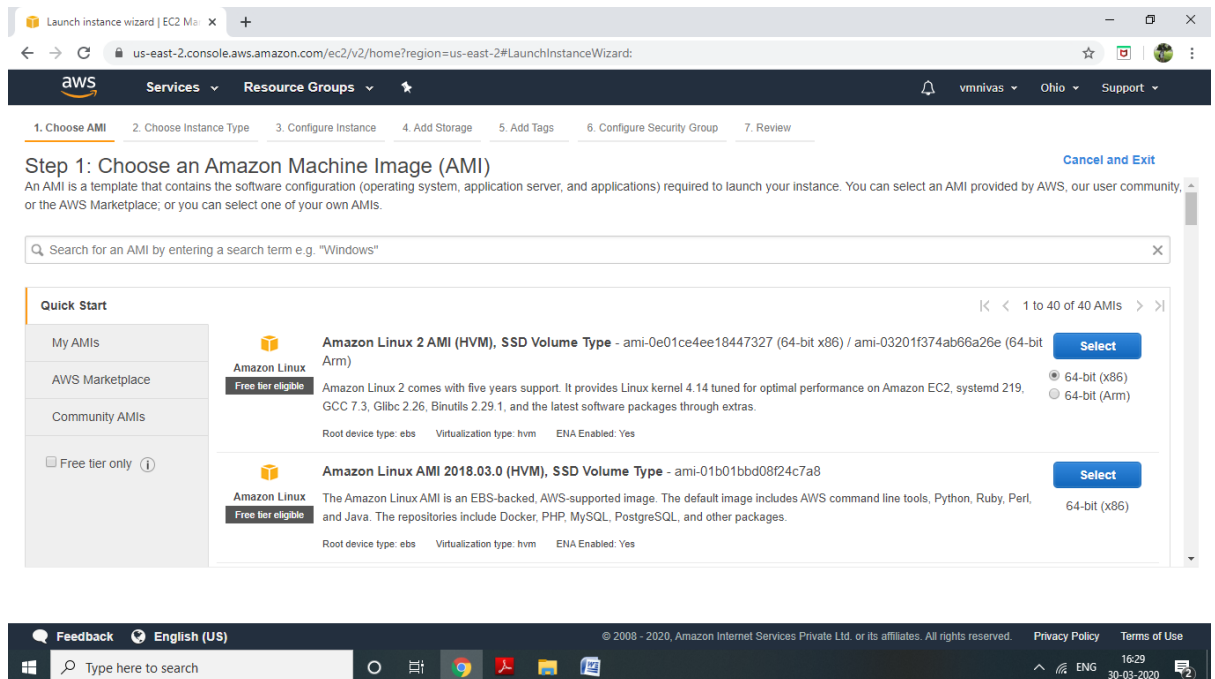 Launch instance wizard | EC2 Mar
us-east-2.console.aws.amazon.com/ec2/v2/home?region=us-east-2#LaunchInstanceWizard:
aws Services Resource Groups vmnivas Ohio Support
1. Choose AMI 2. Choose Instance Type 3. Configure Instance 4. Add Storage 5. Add Tags 6. Configure Security Group 7. Review
Step 1: Choose an Amazon Machine Image (AMI)
Cancel and Exit
An AMI is a template that contains the software configuration (operating system, application server, and applications) required to launch your instance. You can select an AMI provided by AWS, our user community,
or the AWS Marketplace; or you can select one of your own AMIs.
Search for an AMI by entering a search term e.g. "Windows"
Quick Start
1 to 40 of 40 AMIs
My AMIs
AWS Marketplace
Community AMIs
Free tier only
Amazon Linux
Free tier eligible
Amazon Linux 2 AMI (HVM), SSD Volume Type - ami-0e01ce4ee18447327 (64-bit x86) / ami-03201f374ab66a26e (64-bit
Arm)
Amazon Linux 2 comes with five years support. It provides Linux kernel 4.14 tuned for optimal performance on Amazon EC2, systemd 219,
GCC 7.3, Glibc 2.26, Binutils 2.29.1, and the latest software packages through extras.
Root device type: ebs Virtualization type: hvm ENA Enabled: Yes
Select
64-bit (x86)
64-bit (Arm)
Amazon Linux
Free tier eligible
Amazon Linux AMI 2018.03.0 (HVM), SSD Volume Type - ami-01b01bbd08f24c7a8
The Amazon Linux AMI is an EBS-backed, AWS-supported image. The default image includes AWS command line tools, Python, Ruby, Perl,
and Java. The repositories include Docker, PHP, MySQL, PostgreSQL, and other packages.
Root device type: ebs Virtualization type: hvm ENA Enabled: Yes
Select
64-bit (x86)
Feedback English (US) © 2008 - 2020, Amazon Internet Services Private Ltd. or its affiliates. All rights reserved. Privacy Policy Terms of Use
Type here to search
ENG
16:29
30-03-2020
2